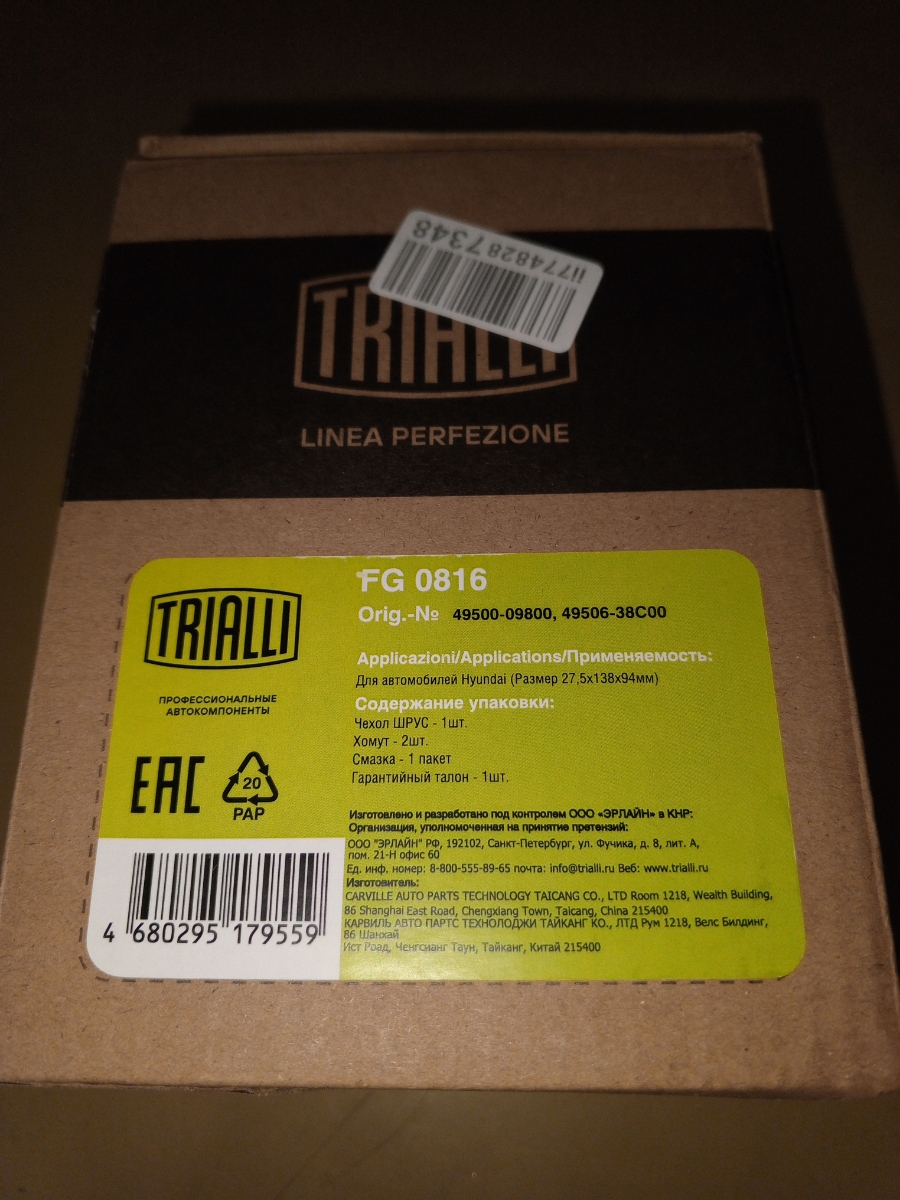 ii7748287348
TRIALLI
LINEA PERFEZIONE
TRIALLI
ПРОФЕССИОНАЛЬНЫЕ
АВТОКОМПОНЕНТЫ
EAC
20
PAP
4 680295 179559
FG 0816
Orig.-№ 49500-09800, 49506-38C00
Applicazioni/Applications/Применяемость:
Для автомобилей Hyundai (Размер 27,5x138x94мм)
Содержание упаковки:
Чехол ШРУС - 1шт.
Хомут - 2шт.
Смазка - 1 пакет
Гарантийный талон - 1шт.
Изготовлено и разработано под контролем ООО «ЭРЛАЙН» в КНР:
Организация, уполномоченная на принятие претензий:
ООО "ЭРЛАЙН" РФ, 192102, Санкт-Петербург, ул. Фучика, д. 8, лит. А,
пом. 21-Н офис 60
Ед. инф. номер: 8-800-555-89-65 почта: info@trialli.ru Веб: www.trialli.ru
Изготовитель:
CARVILLE AUTO PARTS TECHNOLOGY TAICANG CO., LTD Room 1218, Wealth Building,
86 Shanghai East Road, Chengxiang Town, Taicang, China 215400
КАРВИЛЬ АВТО ПАРТС ТЕХНОЛОДЖИ ТАЙКАНГ КО., ЛТД Рум 1218, Велс Билдинг,
86 Шанхай
Ист Роад, Ченгсианг Таун, Тайканг, Китай 215400